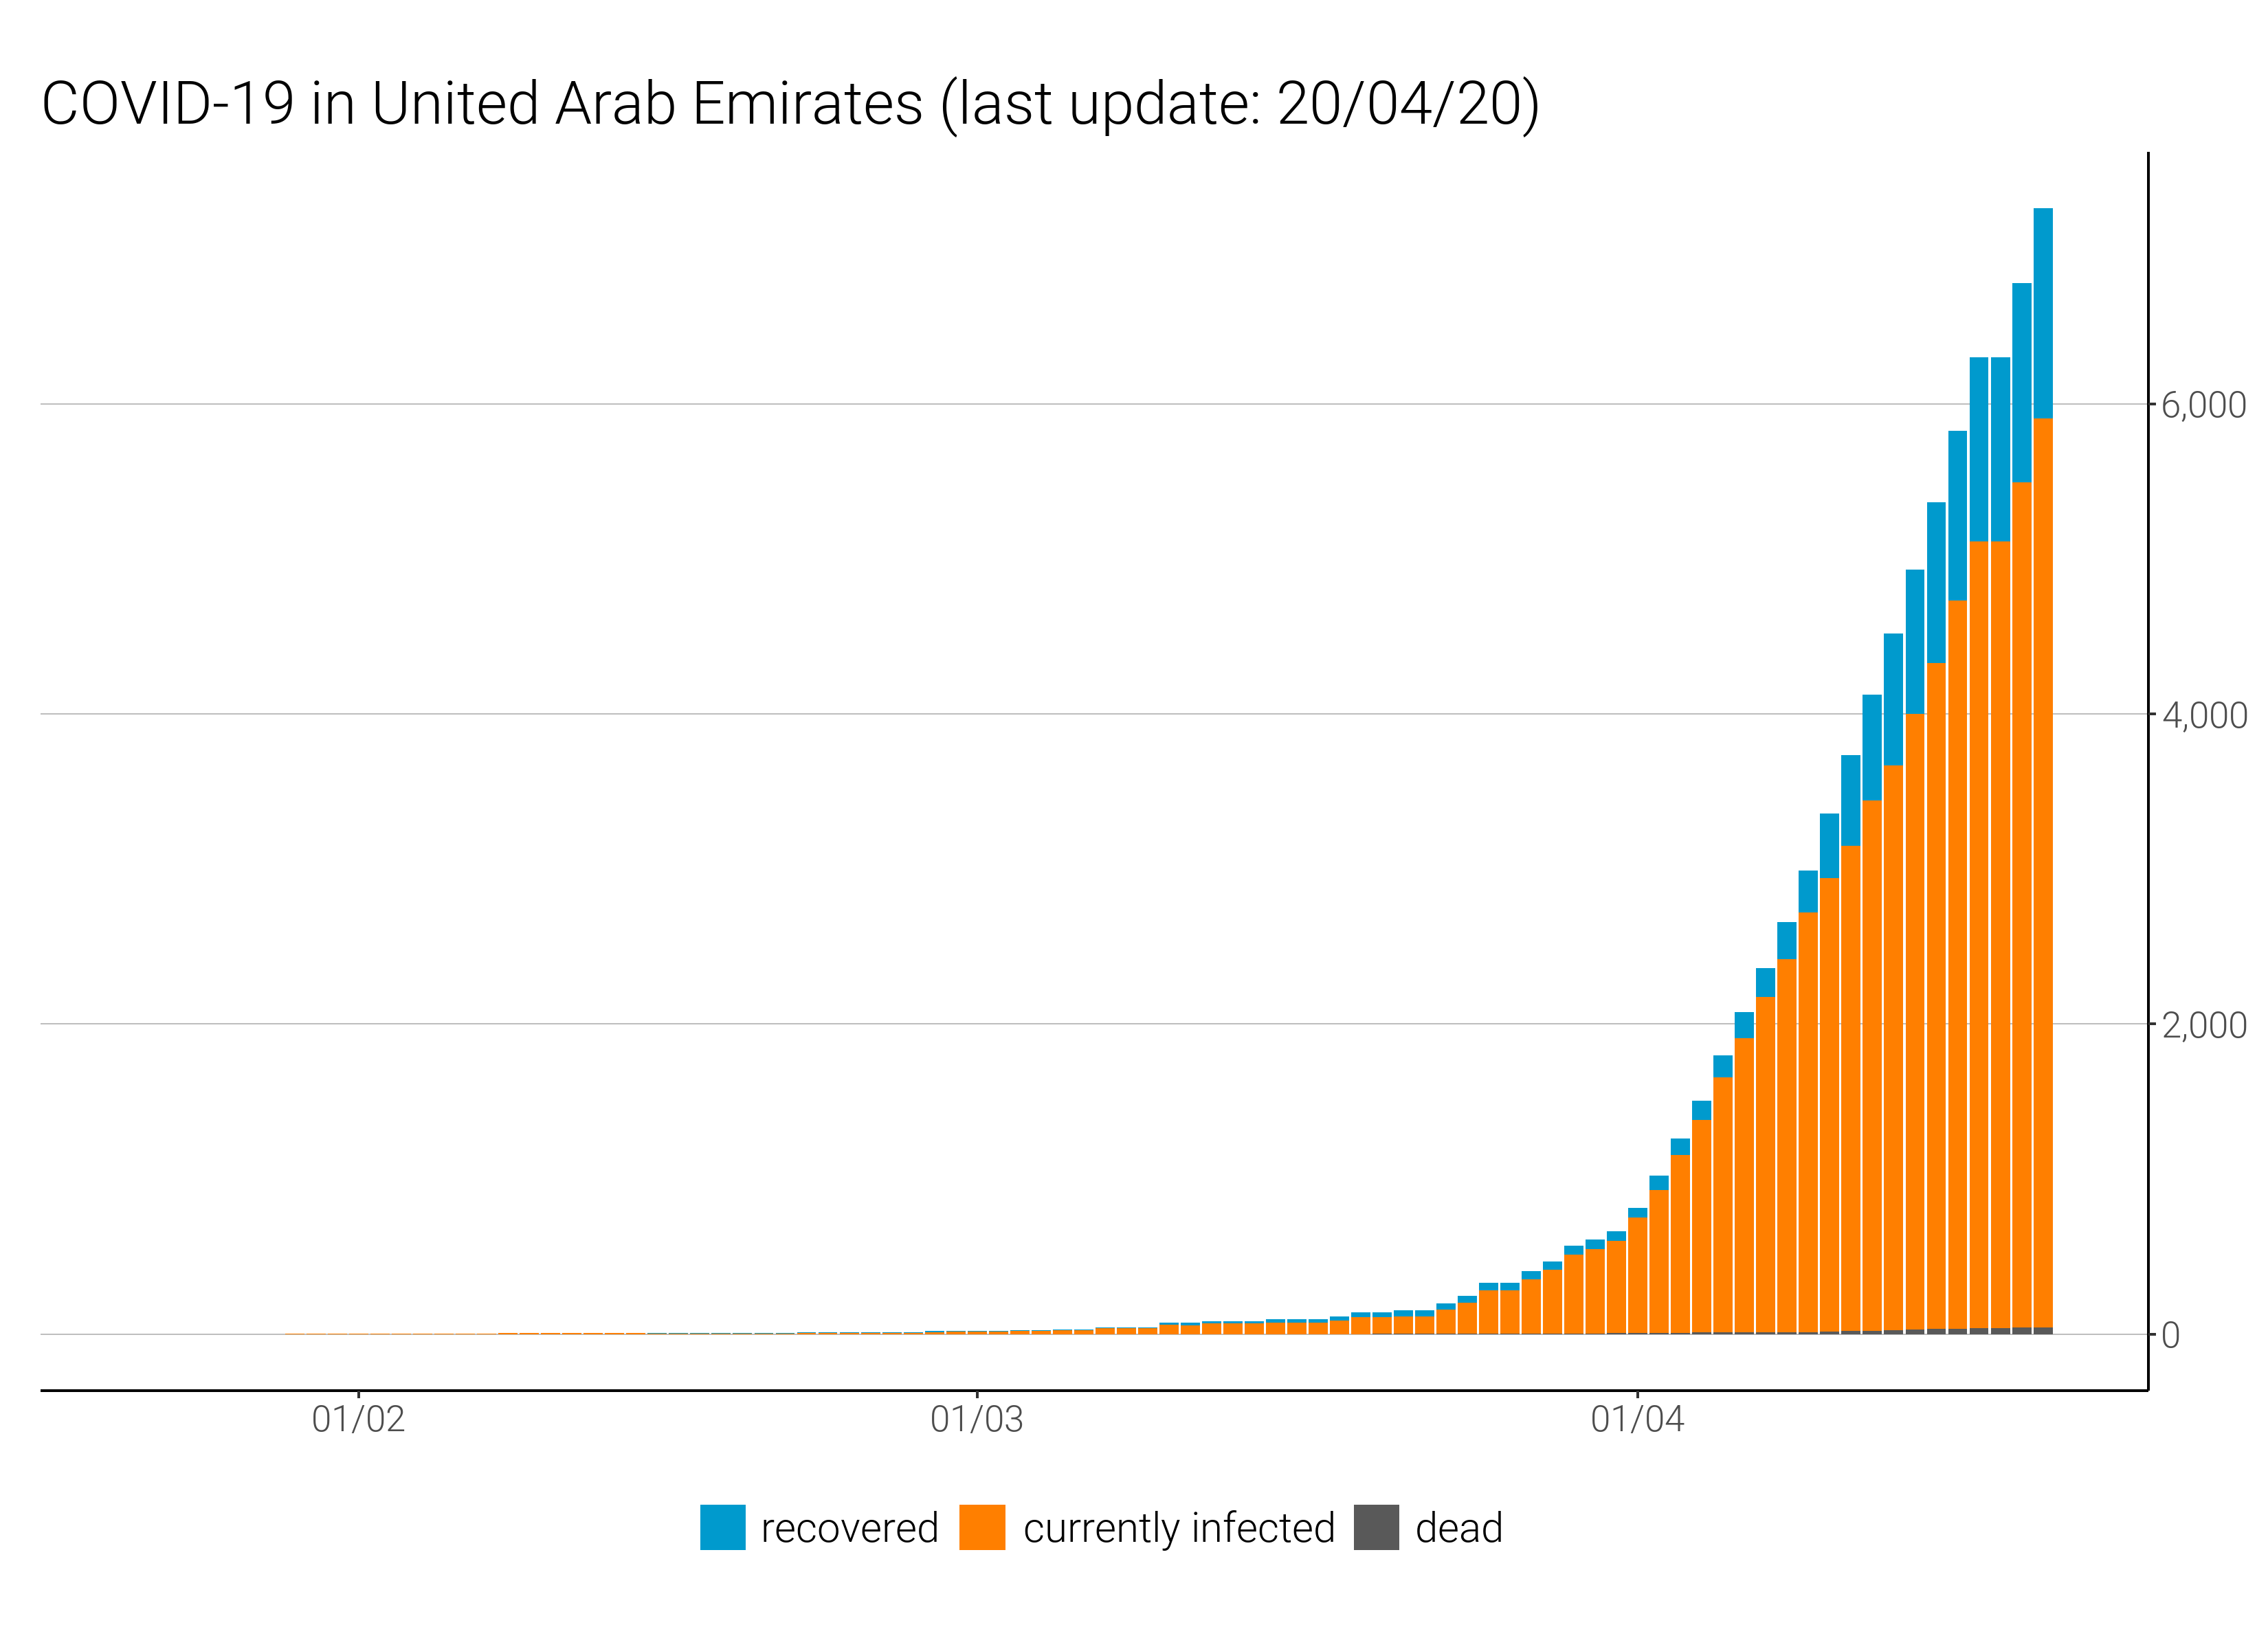 COVID-19 in United Arab Emirates (last update: 20/04/20)
6,000
4,000
2,000
0
01/02 01/03 01/04
recovered currently infected dead